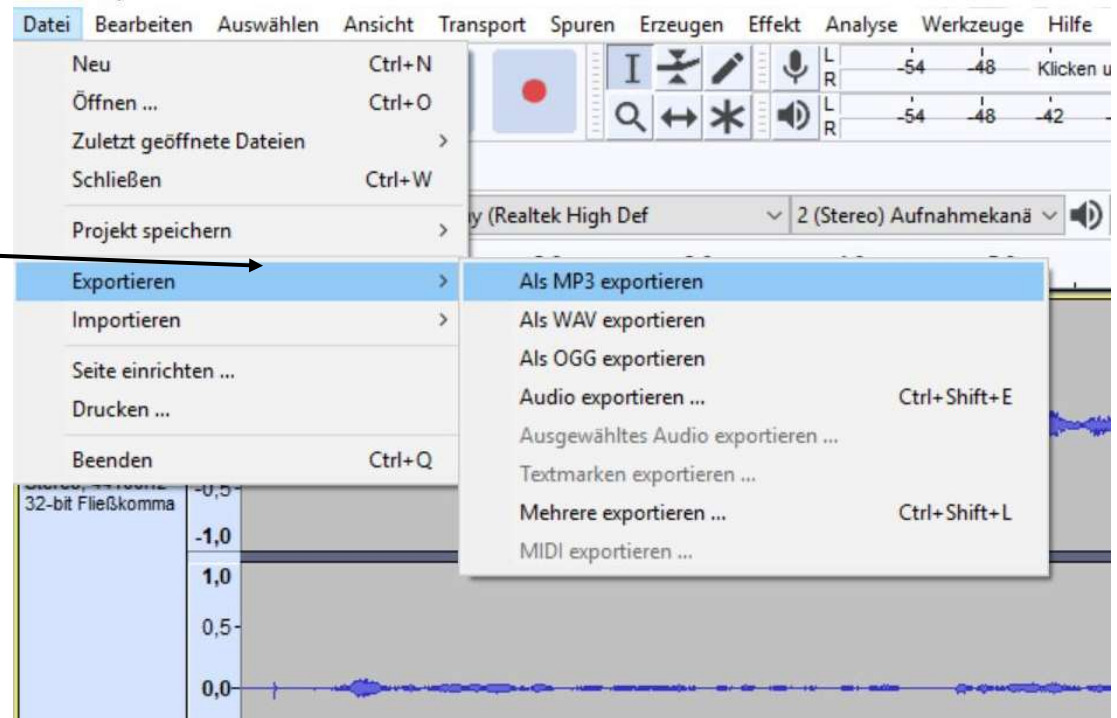 Datei Bearbeiten Auswählen Ansicht Transport Spuren Erzeugen Effekt Analyse Werkzeuge Hilfe
Neu Ctrl+N
Öffnen ... Ctrl+O
Zuletzt geöffnete Dateien >
Schließen Ctrl+W
Projekt speichern >
Exportieren >
Importieren >
Seite einrichten ...
Drucken ...
Beenden Ctrl+Q
L
R
-54 -48 Klicken u
L
R
-54 -48 -42
(Realtek High Def
2 (Stereo) Aufnahmekanä
Als MP3 exportieren
Als WAV exportieren
Als OGG exportieren
Audio exportieren ... Ctrl+Shift+E
Ausgewähltes Audio exportieren ...
Textmarken exportieren ...
Mehrere exportieren ... Ctrl+Shift+L
MIDI exportieren ...
32-bit Fließkomma
-0,5
-1,0
1,0
0,5
0,0